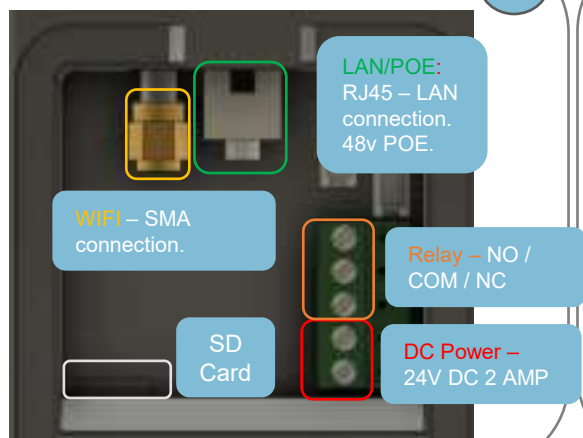 LAN/POE:
RJ45 – LAN
connection.
48v POE.
WIFI – SMA
connection.
Relay – NO /
COM / NC
SD
Card
DC Power –
24V DC 2 AMP